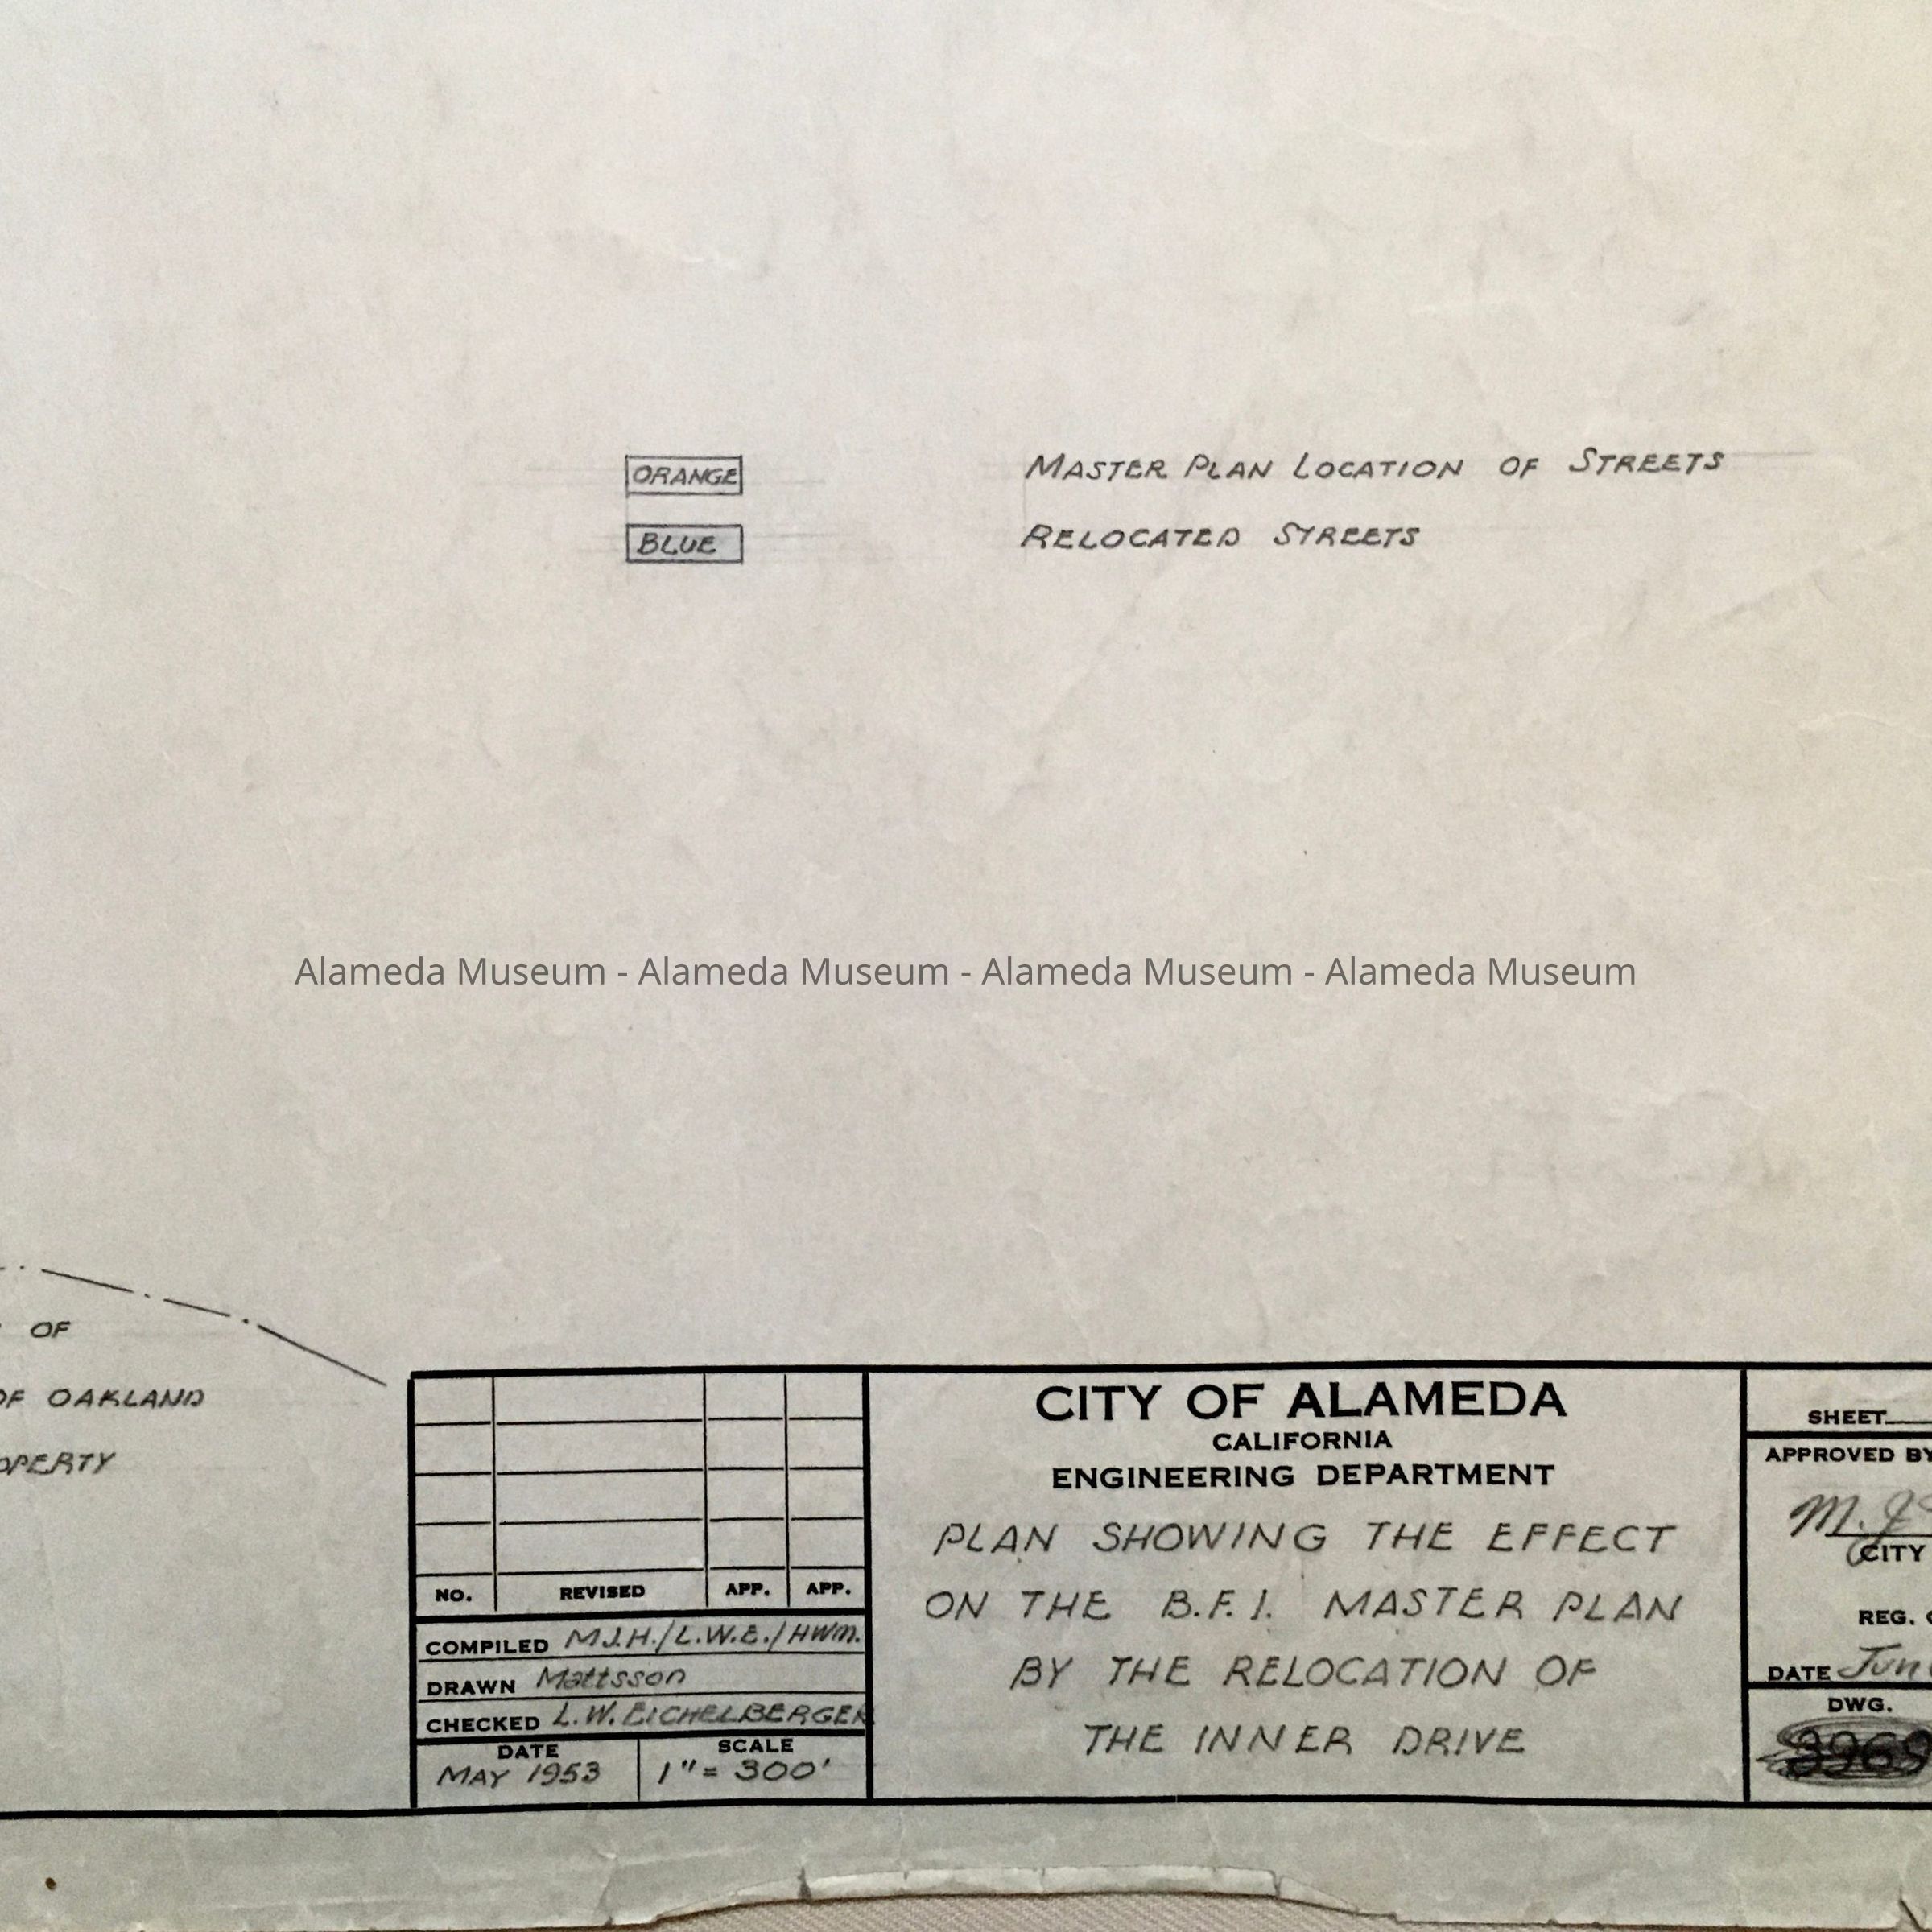 ORANGE MASTER PLAN LOCATION OF STREETS
BLUE RELOCATED STREETS
Alameda Museum - Alameda Museum - Alameda Museum - Alameda Museum
OF
OF OAKLAND
OPERTY
NO. REVISED APP. APP.
COMPILED M.J.H./L.W.E./HWM.
DRAWN Mattsson
CHECKED L.W. EICHELBERGER
DATE SCALE
MAY 1953 1" = 300'
CITY OF ALAMEDA
CALIFORNIA
ENGINEERING DEPARTMENT
PLAN SHOWING THE EFFECT
ON THE B.F.I. MASTER PLAN
BY THE RELOCATION OF
THE INNER DRIVE
SHEET
APPROVED BY
M.
CITY
REG.
DATE Jun
DWG.
3969